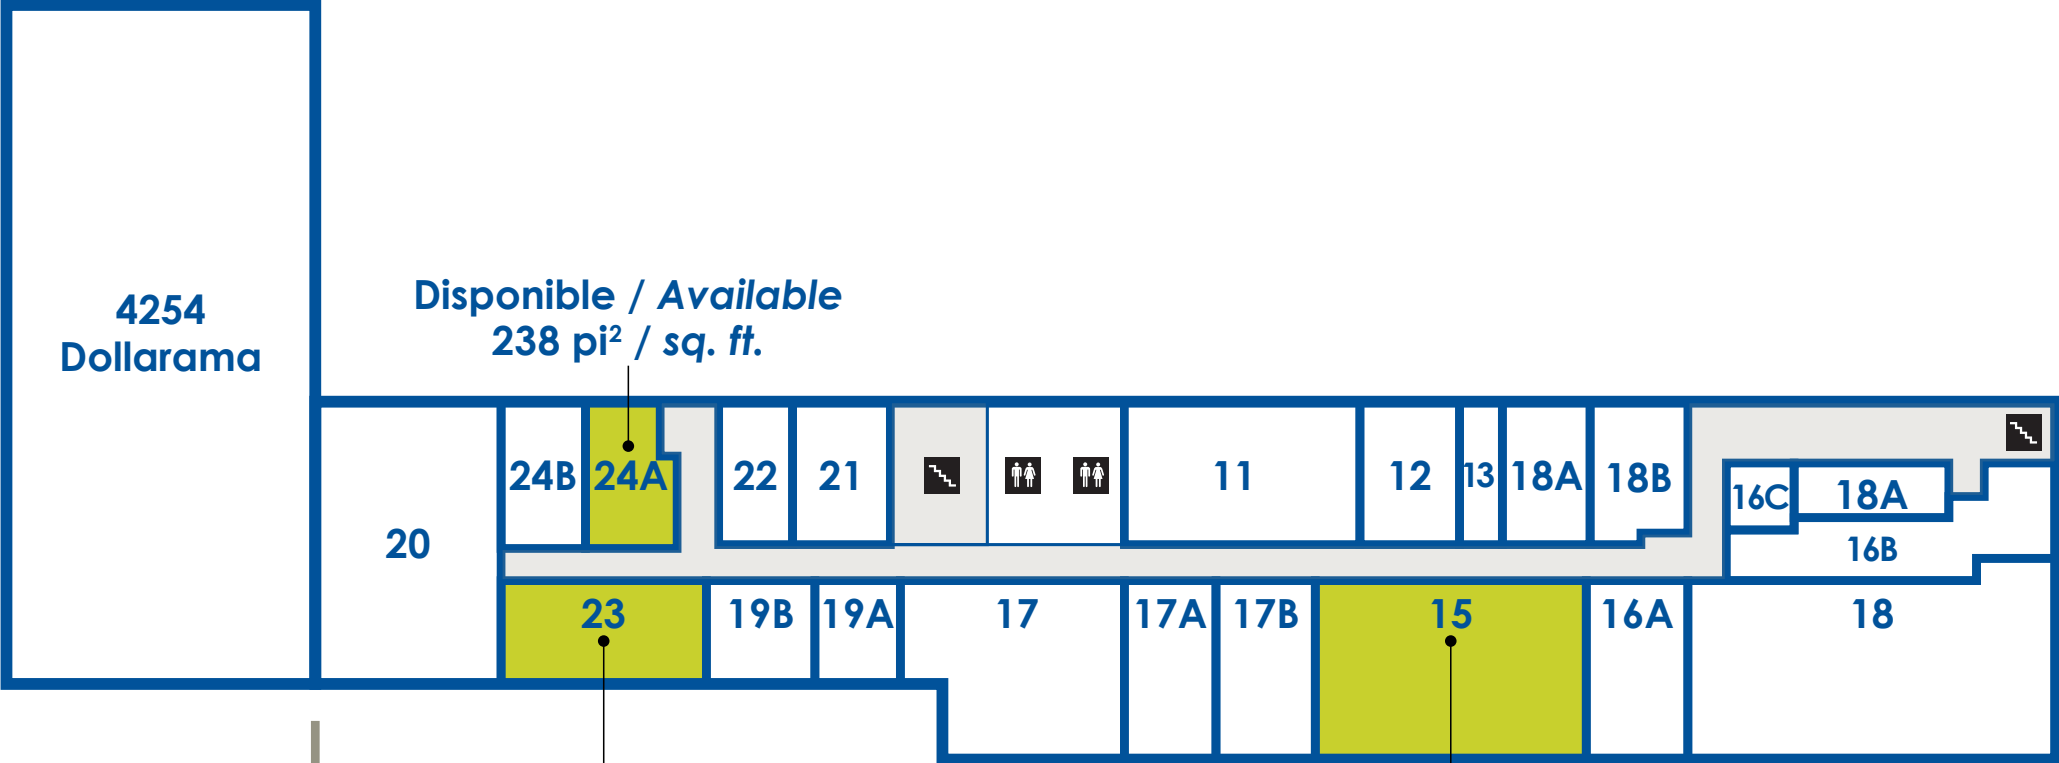 4254
Dollarama
Disponible / Available
238 pi² / sq. ft.
20
24B
24A
22
21
11
12
13
18A
18B
16C
18A
16B
23
19B
19A
17
17A
17B
15
16A
18